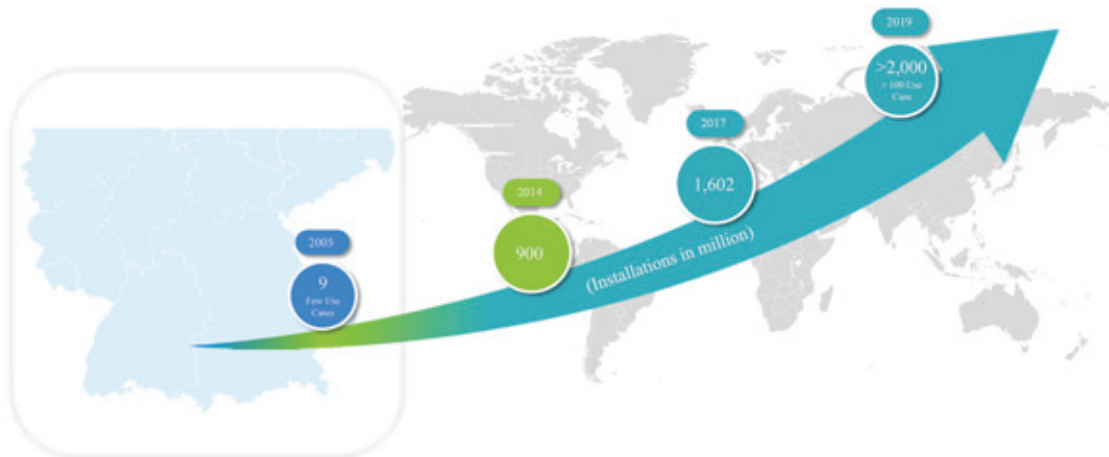 2019
>2,000
> 100 Use
Case
2017
1,602
2014
900
2005
9
Few Use
Cases
(Installations in million)